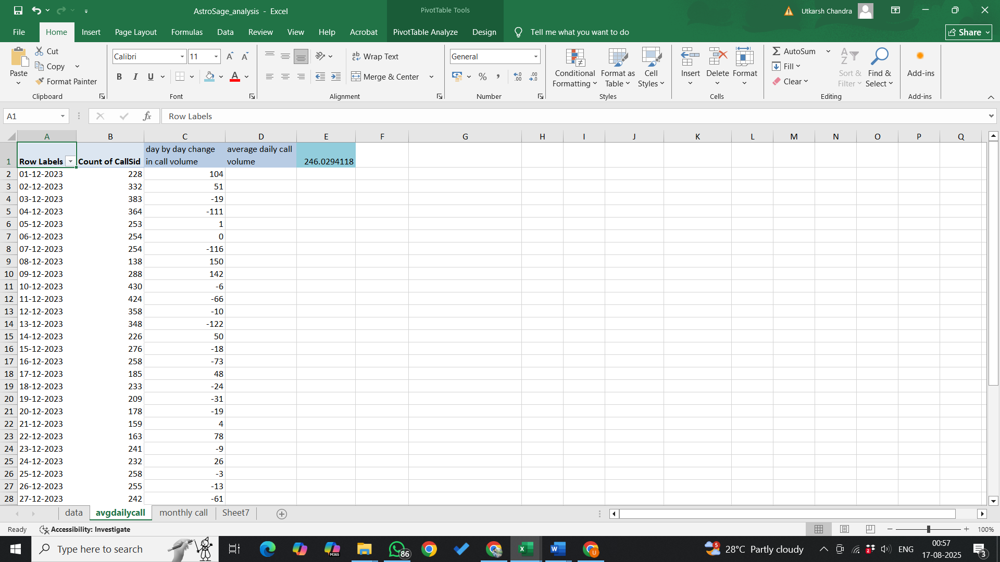 AstroSage_analysis - Excel
PivotTable Tools
Utkarsh Chandra
File Home Insert Page Layout Formulas Data Review View Help Acrobat PivotTable Analyze Design Tell me what you want to do Share
Paste
Cut
Copy
Format Painter
Clipboard
Calibri 11
B I U
Font
Wrap Text
Merge & Center
Alignment
General
Number
Conditional Formatting
Format as Table
Cell Styles
Styles
Insert Delete Format
Cells
AutoSum
Fill
Clear
Sort & Filter
Find & Select
Editing
Add-ins
Add-ins
A1 fx Row Labels
A B C D E F G H I J K L M N O P Q
day by day change average daily call
1 Row Labels Count of CallSid in call volume volume 246.0294118
2 01-12-2023 228 104
3 02-12-2023 332 51
4 03-12-2023 383 -19
5 04-12-2023 364 -111
6 05-12-2023 253 1
7 06-12-2023 254 0
8 07-12-2023 254 -116
9 08-12-2023 138 150
10 09-12-2023 288 142
11 10-12-2023 430 -6
12 11-12-2023 424 -66
13 12-12-2023 358 -10
14 13-12-2023 348 -122
15 14-12-2023 226 50
16 15-12-2023 276 -18
17 16-12-2023 258 -73
18 17-12-2023 185 48
19 18-12-2023 233 -24
20 19-12-2023 209 -31
21 20-12-2023 178 -19
22 21-12-2023 159 4
23 22-12-2023 163 78
24 23-12-2023 241 -9
25 24-12-2023 232 26
26 25-12-2023 258 -3
27 26-12-2023 255 -13
28 27-12-2023 242 -61
data avgdailycall monthly call Sheet7
Ready Accessibility: Investigate 100%
Type here to search
M365
86
5
28°C Partly cloudy
2
ENG
00:57
17-08-2025
3